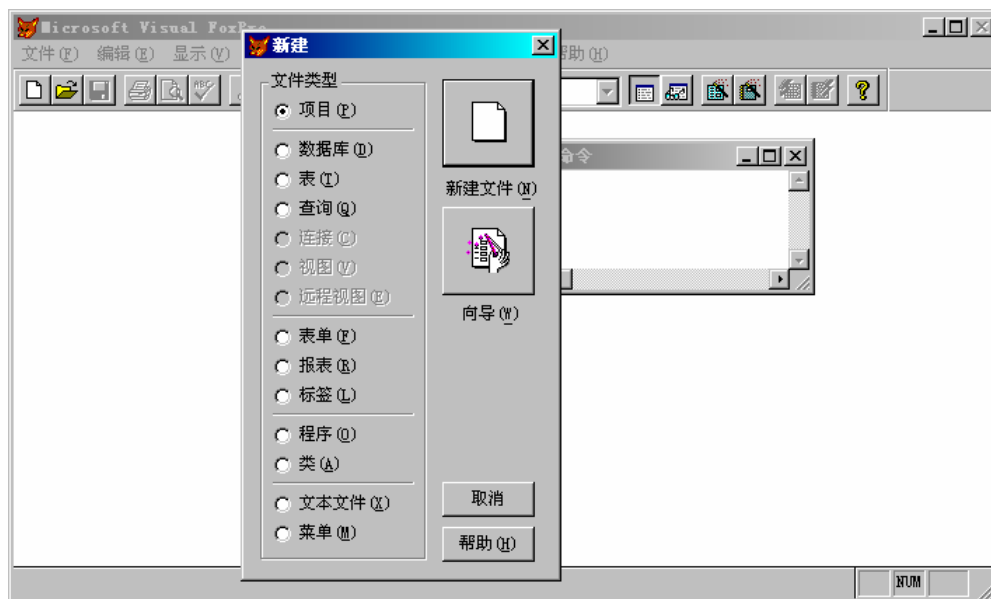 Microsoft Visual FoxPro
文件(F) 编辑(E) 显示(V)
帮助(H)
新建
文件类型
项目(P)
数据库(D)
表(T)
查询(Q)
连接(C)
视图(V)
远程视图(E)
表单(F)
报表(R)
标签(L)
程序(O)
类(A)
文本文件(X)
菜单(M)
新建文件(N)
向导(W)
取消
帮助(H)
命令
ABC
NUM